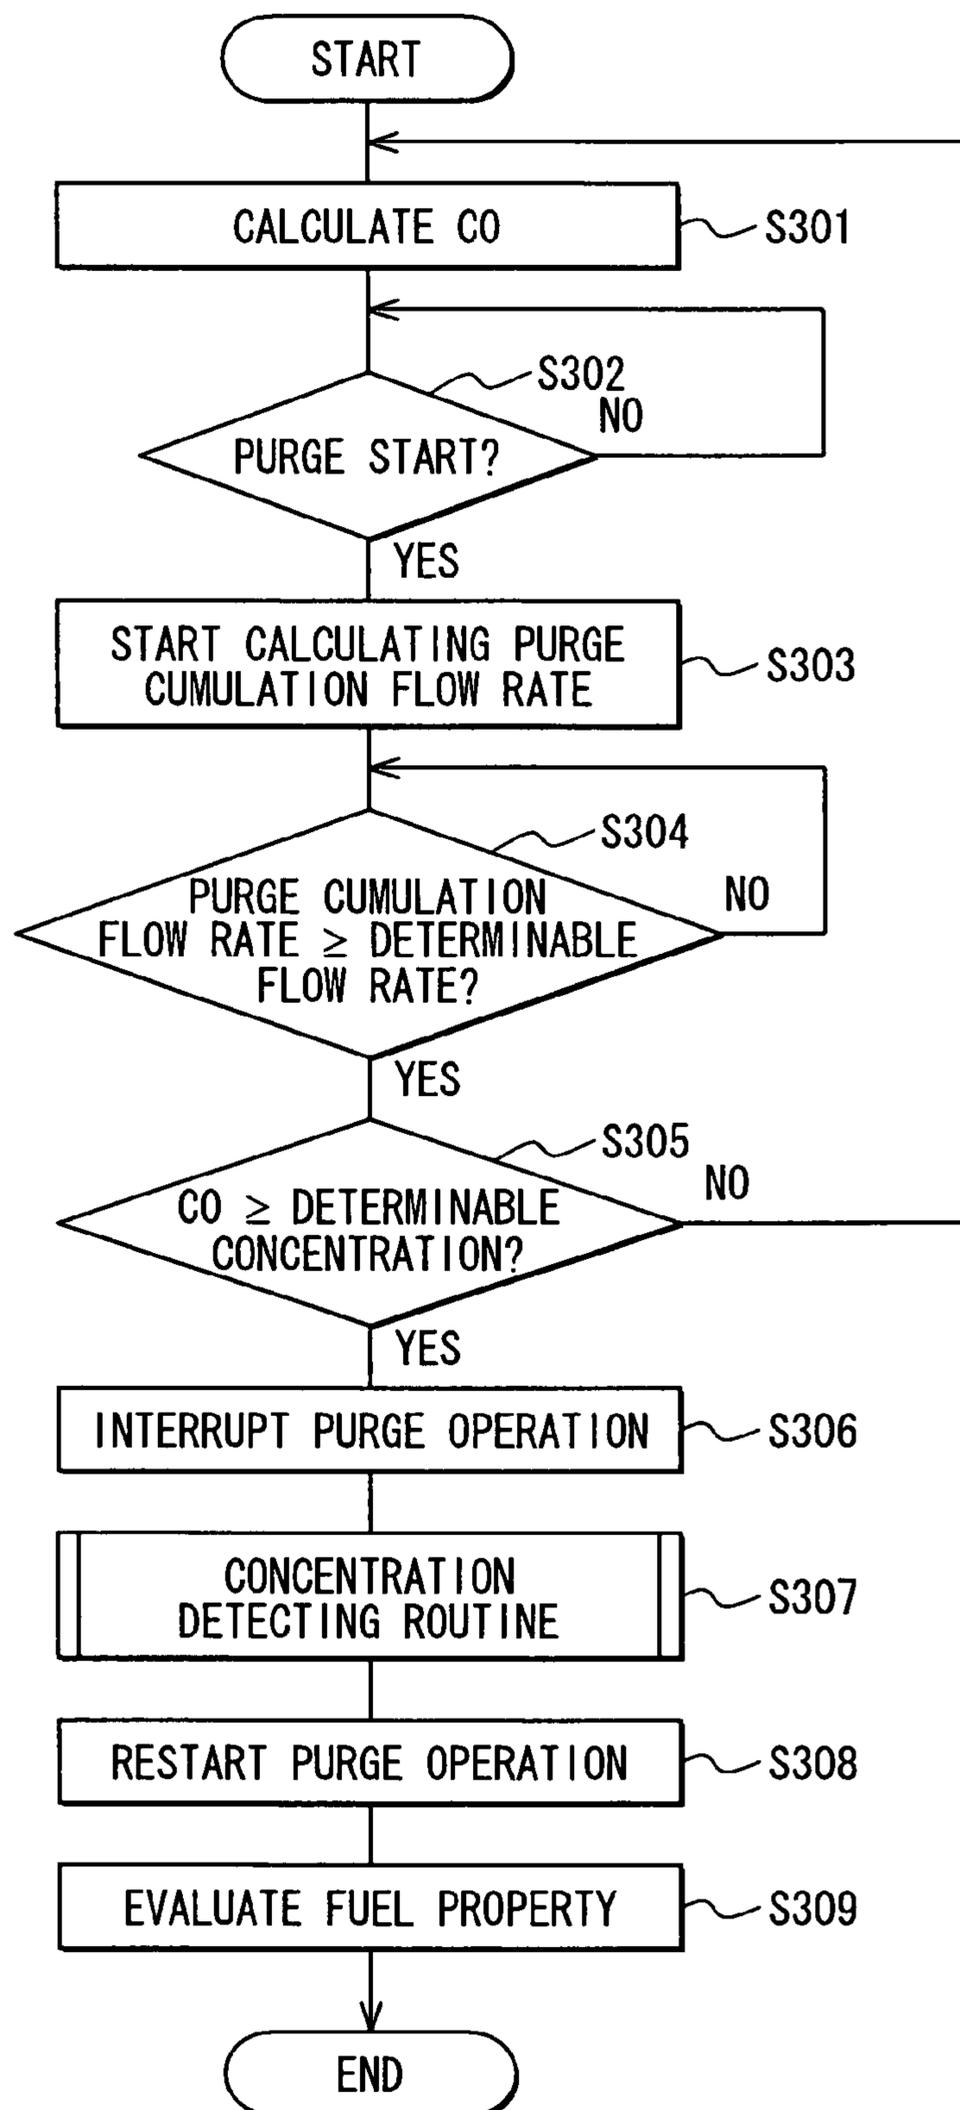 START
CALCULATE CO
S301
S302
NO
PURGE START?
YES
START CALCULATING PURGE
CUMULATION FLOW RATE
S303
S304
NO
PURGE CUMULATION
FLOW RATE ≥ DETERMINABLE
FLOW RATE?
YES
S305
NO
CO ≥ DETERMINABLE
CONCENTRATION?
YES
INTERRUPT PURGE OPERATION
S306
CONCENTRATION
DETECTING ROUTINE
S307
RESTART PURGE OPERATION
S308
EVALUATE FUEL PROPERTY
S309
END